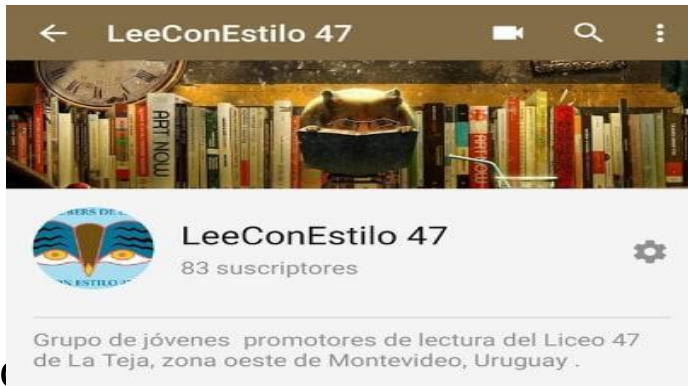 LeeConEstilo 47
ART NOW
LeeConEstilo 47
83 suscriptores
Grupo de jóvenes promotores de lectura del Liceo 47
de La Teja, zona oeste de Montevideo, Uruguay .